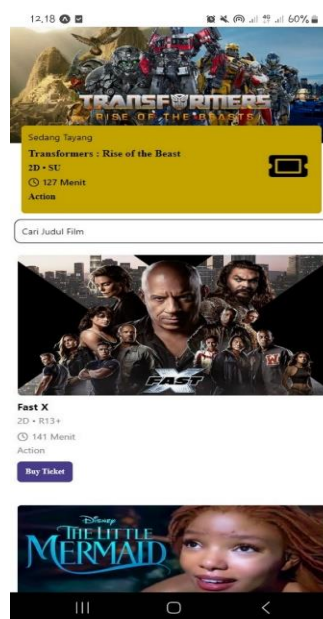 12.18
60%
TRANSFORMERS
RISE OF THE BEASTS
Sedang Tayang
Transformers : Rise of the Beast
2D • SU
127 Menit
Action
Cari Judul Film
FAST X
Fast X
2D • R13+
141 Menit
Action
Buy Ticket
Disney
THE LITTLE
MERMAID